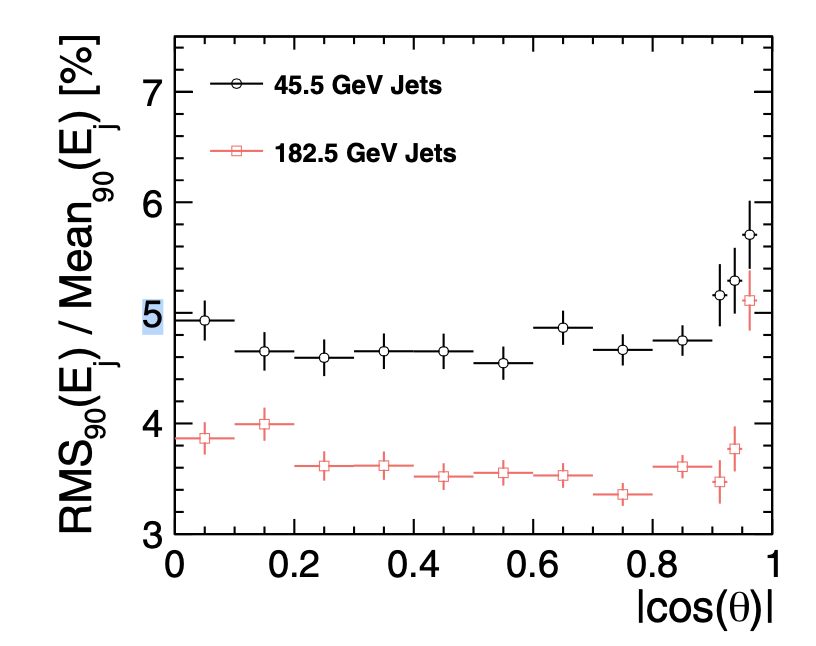 RMS₉₀(Eⱼ) / Mean₉₀(Eⱼ) [%]
7
6
5
4
3
45.5 GeV Jets
182.5 GeV Jets
0 0.2 0.4 0.6 0.8 1
|cos(θ)|